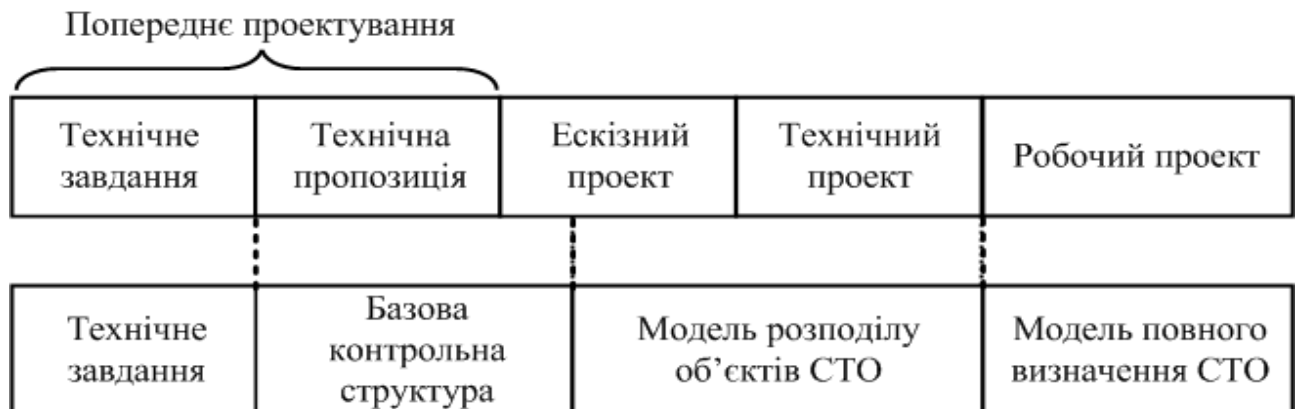 Попереднє проектування
Технічне
завдання
Технічна
пропозиція
Ескізний
проект
Технічний
проект
Робочий проект
Технічне
завдання
Базова
контрольна
структура
Модель розподілу
об’єктів СТО
Модель повного
визначення СТО